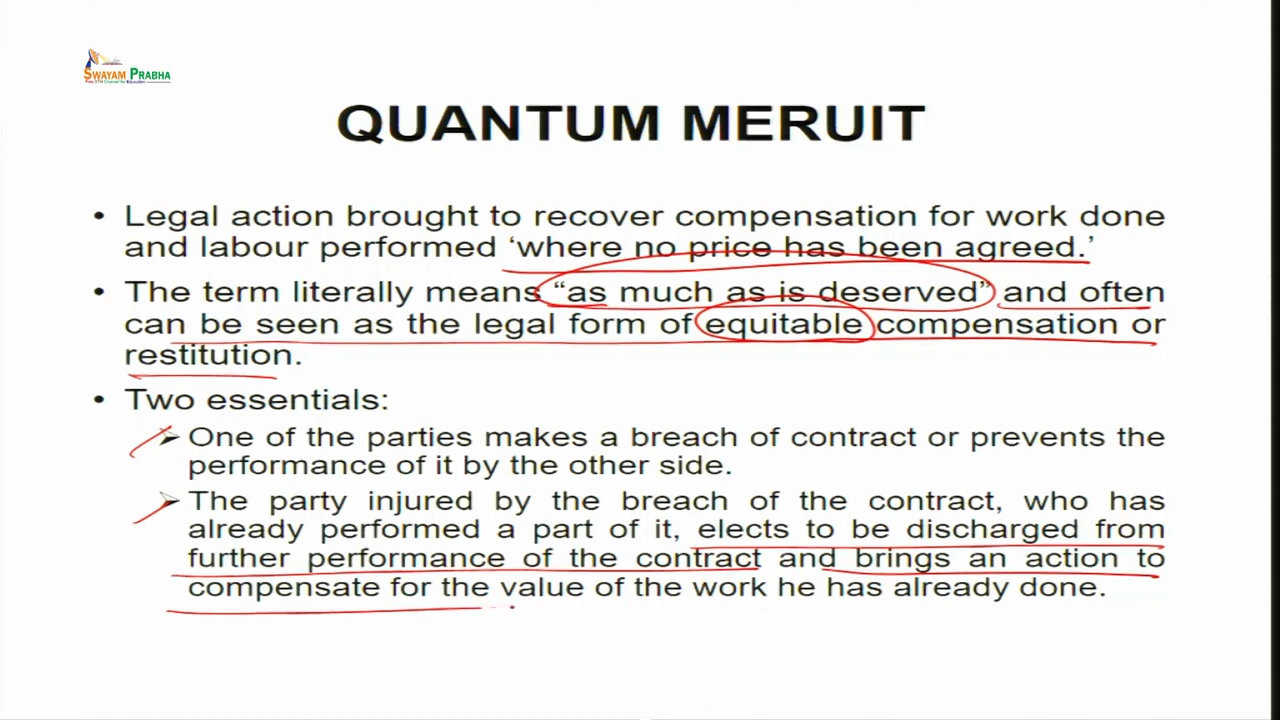 SWAYAM PRABHA
QUANTUM MERUIT
• Legal action brought to recover compensation for work done
and labour performed ‘where no price has been agreed.’
• The term literally means “as much as is deserved” and often
can be seen as the legal form of equitable compensation or
restitution.
• Two essentials:
➢ One of the parties makes a breach of contract or prevents the
performance of it by the other side.
➢ The party injured by the breach of the contract, who has
already performed a part of it, elects to be discharged from
further performance of the contract and brings an action to
compensate for the value of the work he has already done.